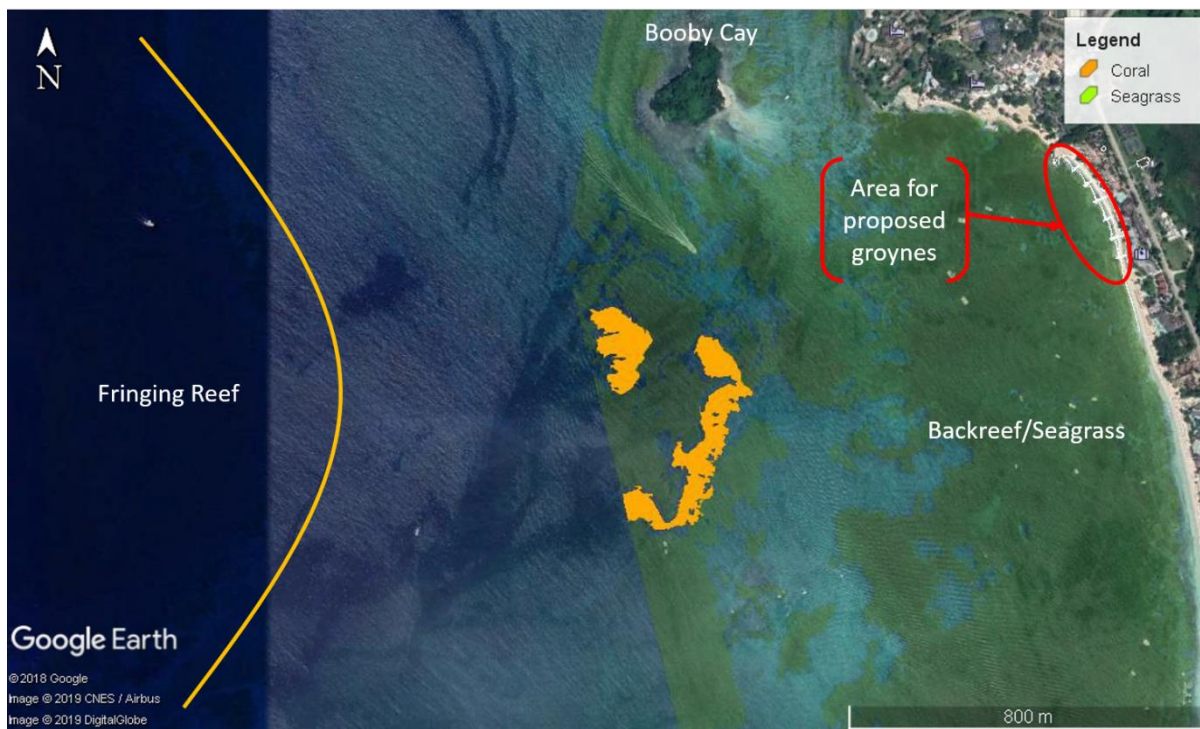 Booby Cay
N
Legend
Coral
Seagrass
Area for
proposed
groynes
Fringing Reef
Backreef/Seagrass
Google Earth
© 2018 Google
Image © 2019 CNES / Airbus
Image © 2019 DigitalGlobe
800 m